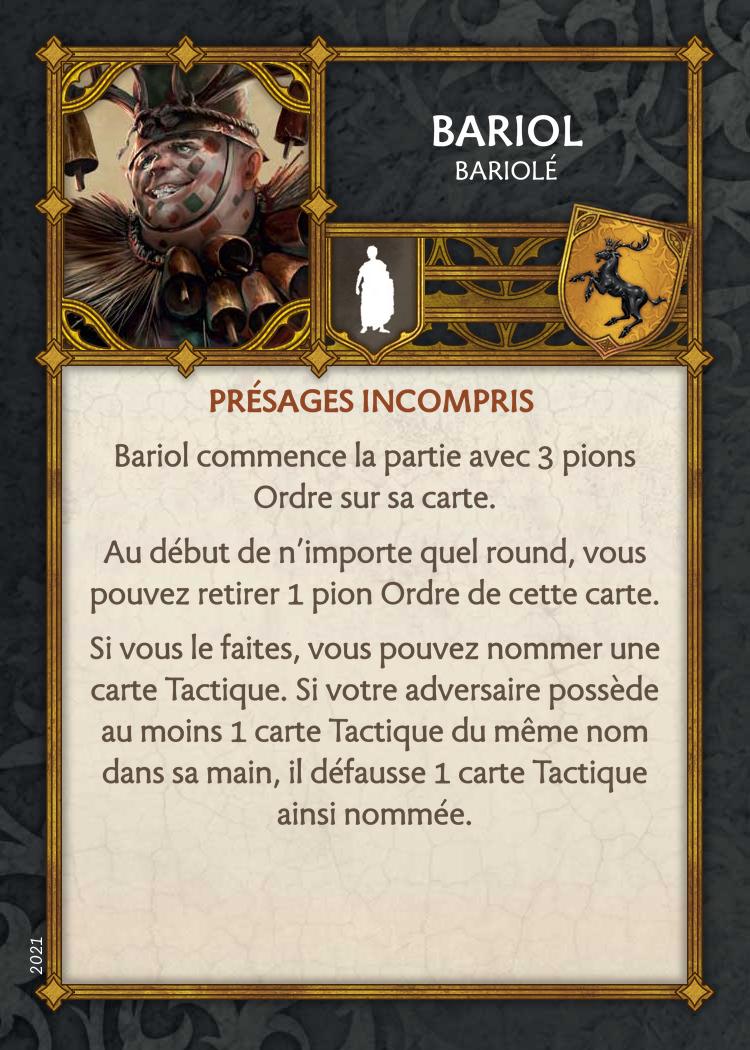 BARIOL
BARIOLÉ
PRÉSAGES INCOMPRIS
Bariol commence la partie avec 3 pions
Ordre sur sa carte.
Au début de n’importe quel round, vous
pouvez retirer 1 pion Ordre de cette carte.
Si vous le faites, vous pouvez nommer une
carte Tactique. Si votre adversaire possède
au moins 1 carte Tactique du même nom
dans sa main, il défausse 1 carte Tactique
ainsi nommée.
2021